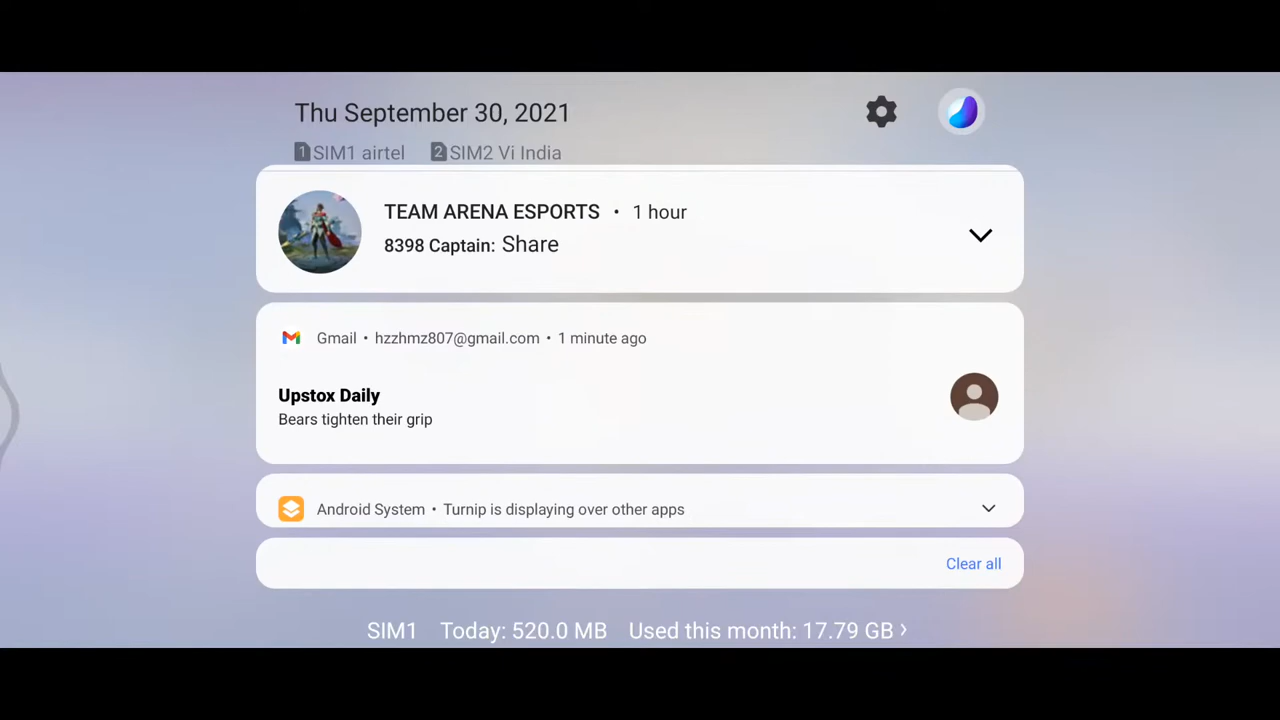 Thu September 30, 2021
1 SIM1 airtel 2 SIM2 Vi India
TEAM ARENA ESPORTS • 1 hour
8398 Captain: Share
Gmail • hzzhmz807@gmail.com • 1 minute ago
Upstox Daily
Bears tighten their grip
Android System • Turnip is displaying over other apps
Clear all
SIM1 Today: 520.0 MB Used this month: 17.79 GB ›